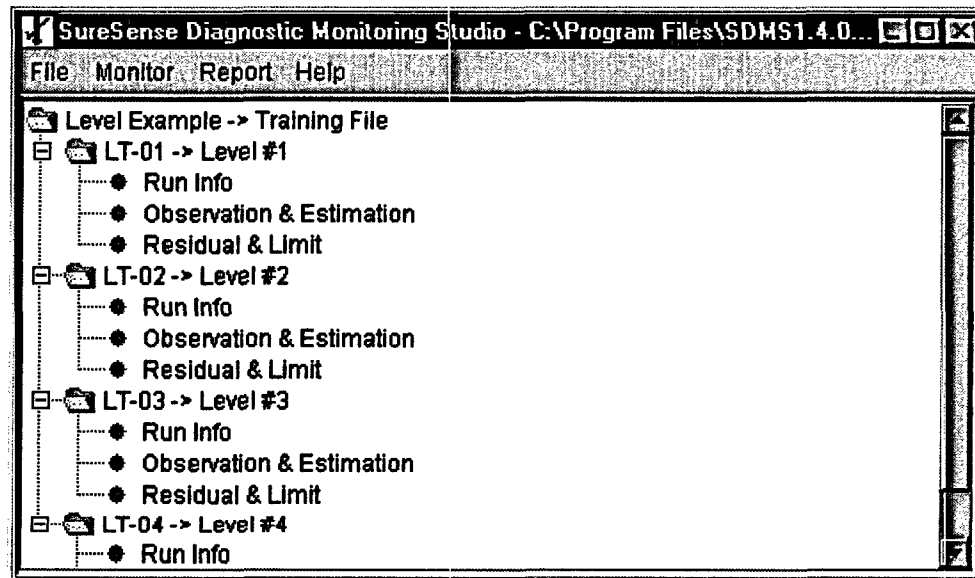 SureSense Diagnostic Monitoring Studio - C:\Program Files\SDMS1.4.0...
File Monitor Report Help
Level Example -> Training File
LT-01 -> Level #1
Run Info
Observation & Estimation
Residual & Limit
LT-02 -> Level #2
Run Info
Observation & Estimation
Residual & Limit
LT-03 -> Level #3
Run Info
Observation & Estimation
Residual & Limit
LT-04 -> Level #4
Run Info